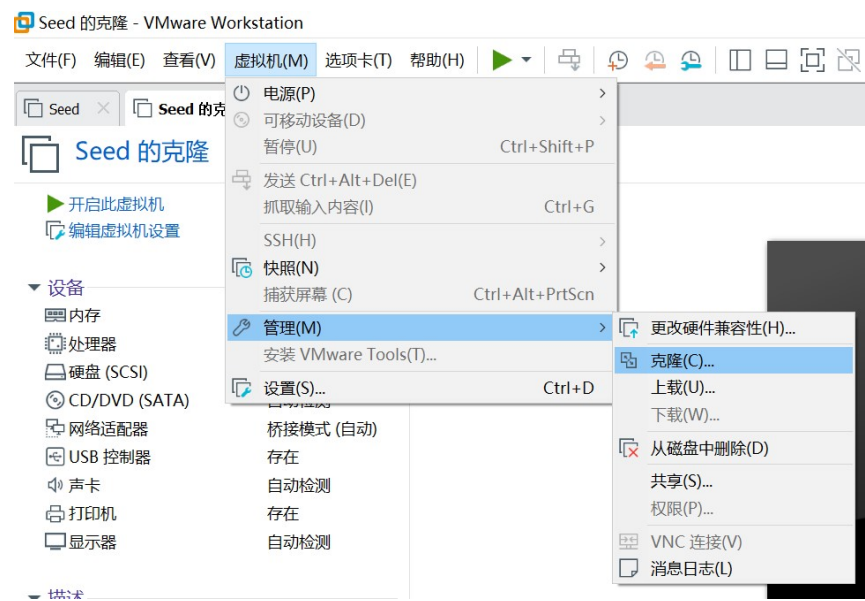 Seed 的克隆 - VMware Workstation
文件(F) 编辑(E) 查看(V) 虚拟机(M) 选项卡(T) 帮助(H)
Seed Seed 的克
Seed 的克隆
开启此虚拟机
编辑虚拟机设置
设备
内存
处理器
硬盘 (SCSI)
CD/DVD (SATA) 自动检测
网络适配器 桥接模式 (自动)
USB 控制器 存在
声卡 自动检测
打印机 存在
显示器 自动检测
描述
电源(P)
可移动设备(D)
暂停(U) Ctrl+Shift+P
发送 Ctrl+Alt+Del(E)
抓取输入内容(I) Ctrl+G
SSH(H)
快照(N)
捕获屏幕 (C) Ctrl+Alt+PrtScn
管理(M)
安装 VMware Tools(T)...
设置(S)... Ctrl+D
更改硬件兼容性(H)...
克隆(C)...
上载(U)...
下载(W)...
从磁盘中删除(D)
共享(S)...
权限(P)...
VNC 连接(V)
消息日志(L)